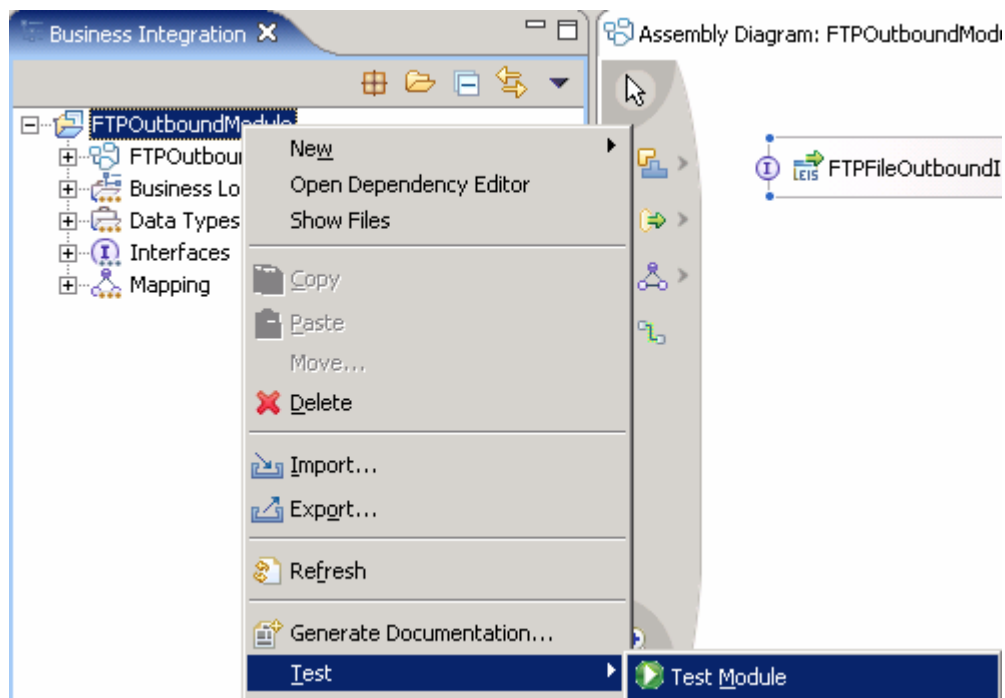 Business Integration
Assembly Diagram: FTPOutboundMod
FTPOutboundModule
FTPOutbou
Business Lo
Data Types
Interfaces
Mapping
New
Open Dependency Editor
Show Files
Copy
Paste
Move...
Delete
Import...
Export...
Refresh
Generate Documentation...
Test
Test Module
I
EIS
FTPFileOutboundI